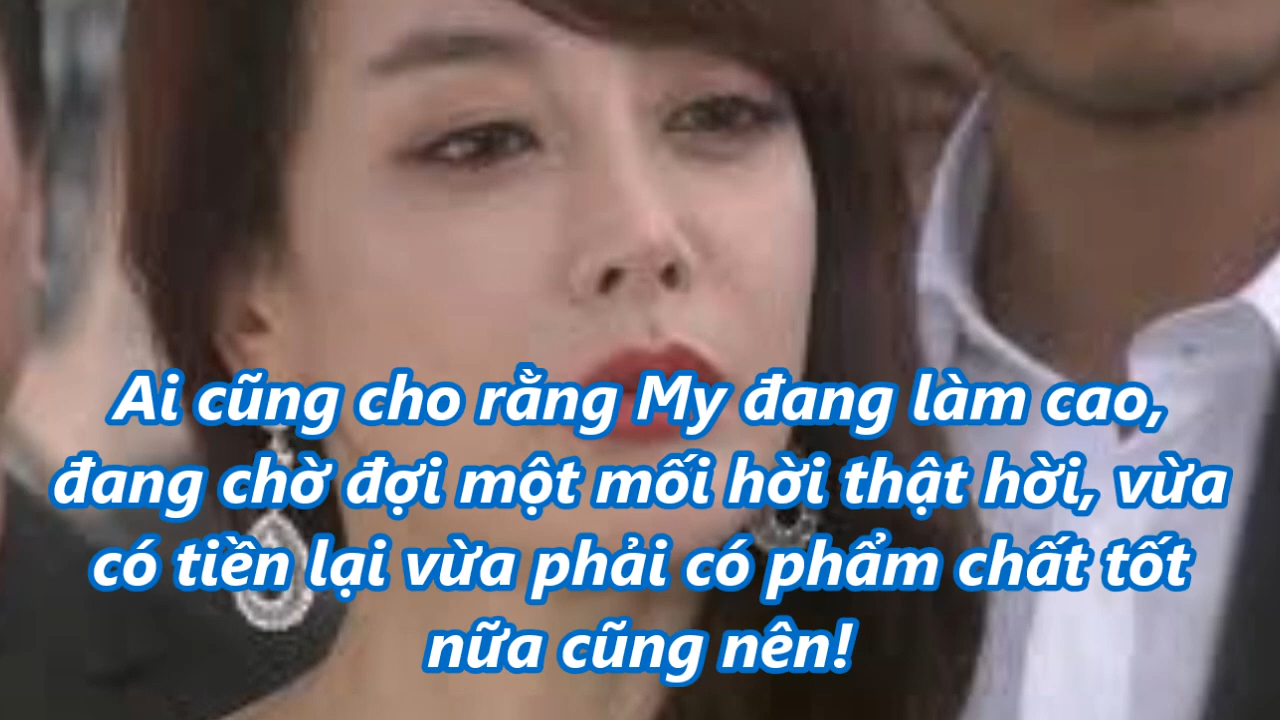 Ai cũng cho rằng My đang làm cao,
đang chờ đợi một mối hời thật hời, vừa
có tiền lại vừa phải có phẩm chất tốt
nữa cũng nên!